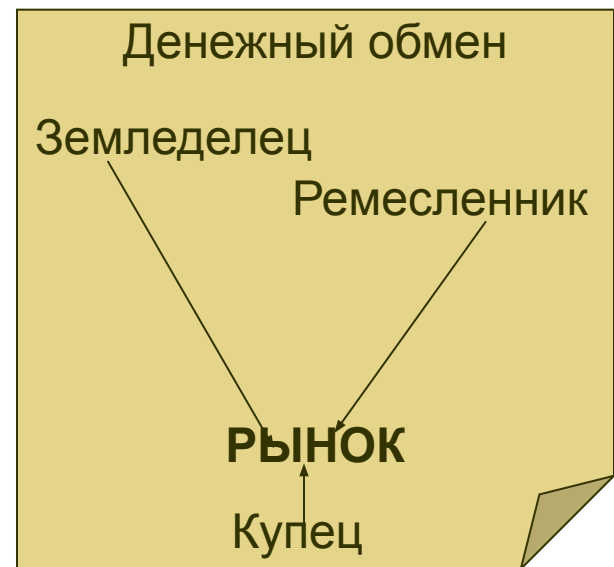 Денежный обмен
Земледелец
Ремесленник
РЫНОК
Купец